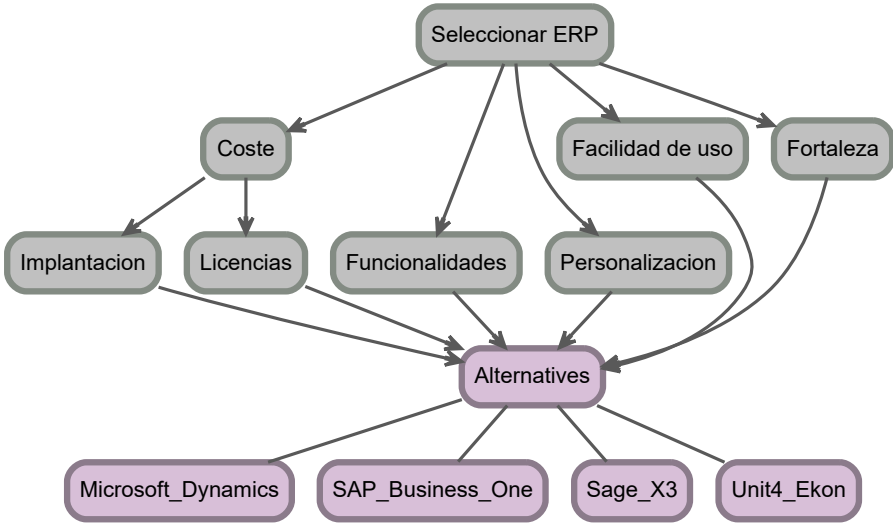 Seleccionar ERP
Coste
Facilidad de uso
Fortaleza
Implantacion
Licencias
Funcionalidades
Personalizacion
Alternatives
Microsoft_Dynamics
SAP_Business_One
Sage_X3
Unit4_Ekon